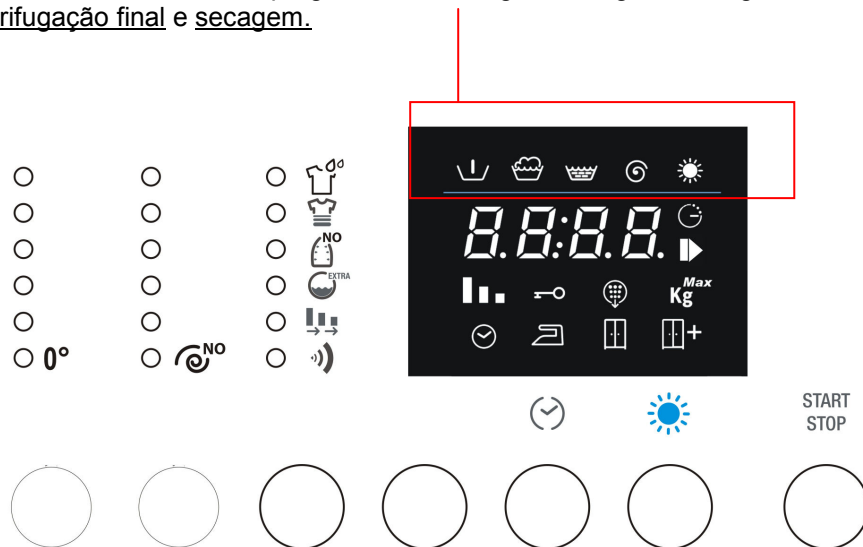 rifugação final e secagem.
NO
EXTRA
0°
NO
8.8:8.8.
Max
Kg
+
START
STOP